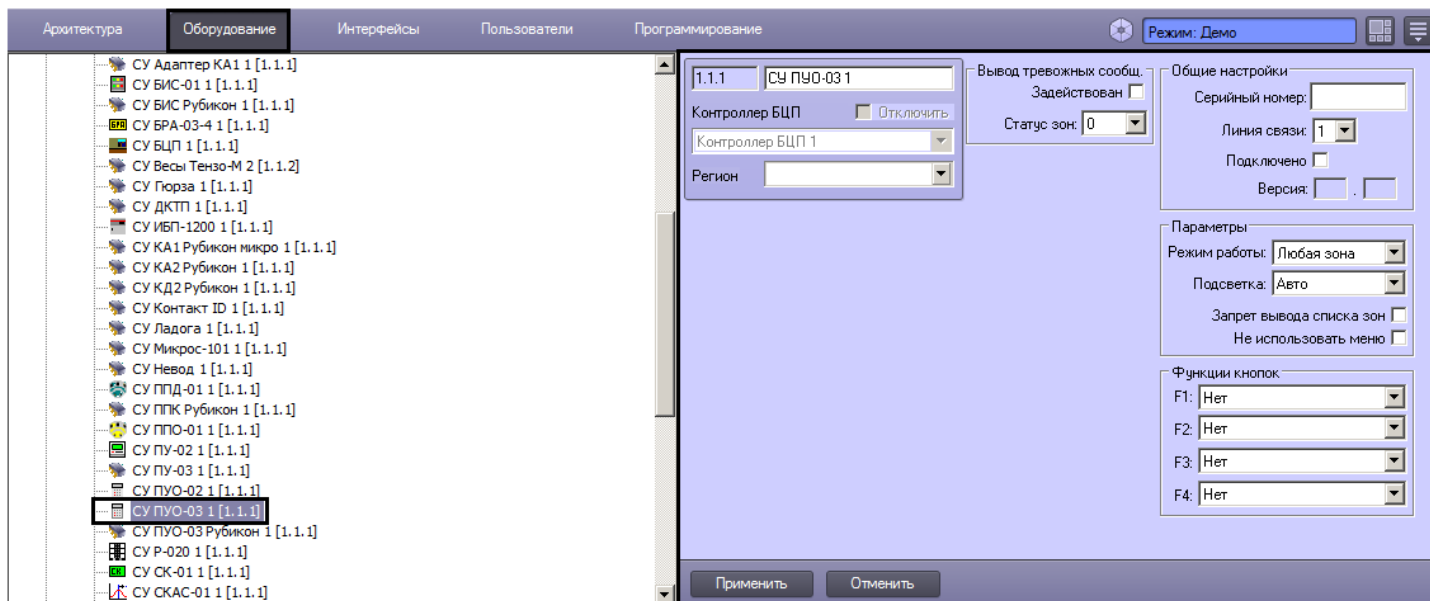 Архитектура Оборудование Интерфейсы Пользователи Программирование Режим: Демо
СУ Адаптер КА1 1 [1.1.1]
СУ БИС-01 1 [1.1.1]
СУ БИС Рубикон 1 [1.1.1]
СУ БРА-03-4 1 [1.1.1]
СУ БЦП 1 [1.1.1]
СУ Весы Тензо-М 2 [1.1.2]
СУ Гюрза 1 [1.1.1]
СУ ДКТП 1 [1.1.1]
СУ ИБП-1200 1 [1.1.1]
СУ КА1 Рубикон микро 1 [1.1.1]
СУ КА2 Рубикон 1 [1.1.1]
СУ КД2 Рубикон 1 [1.1.1]
СУ Контакт ID 1 [1.1.1]
СУ Ладога 1 [1.1.1]
СУ Микрос-101 1 [1.1.1]
СУ Невод 1 [1.1.1]
СУ ППД-01 1 [1.1.1]
СУ ППК Рубикон 1 [1.1.1]
СУ ППО-01 1 [1.1.1]
СУ ПУ-02 1 [1.1.1]
СУ ПУ-03 1 [1.1.1]
СУ ПУО-02 1 [1.1.1]
СУ ПУО-03 1 [1.1.1]
СУ ПУО-03 Рубикон 1 [1.1.1]
СУ Р-020 1 [1.1.1]
СУ СК-01 1 [1.1.1]
СУ СКАС-01 1 [1.1.1]
1.1.1 СУ ПУО-03 1
Контроллер БЦП Отключить
Контроллер БЦП 1
Регион
Вывод тревожных сообщ.
Задействован
Статус зон: 0
Общие настройки
Серийный номер:
Линия связи: 1
Подключено
Версия: .
Параметры
Режим работы: Любая зона
Подсветка: Авто
Запрет вывода списка зон
Не использовать меню
Функции кнопок
F1: Нет
F2: Нет
F3: Нет
F4: Нет
Применить Отменить